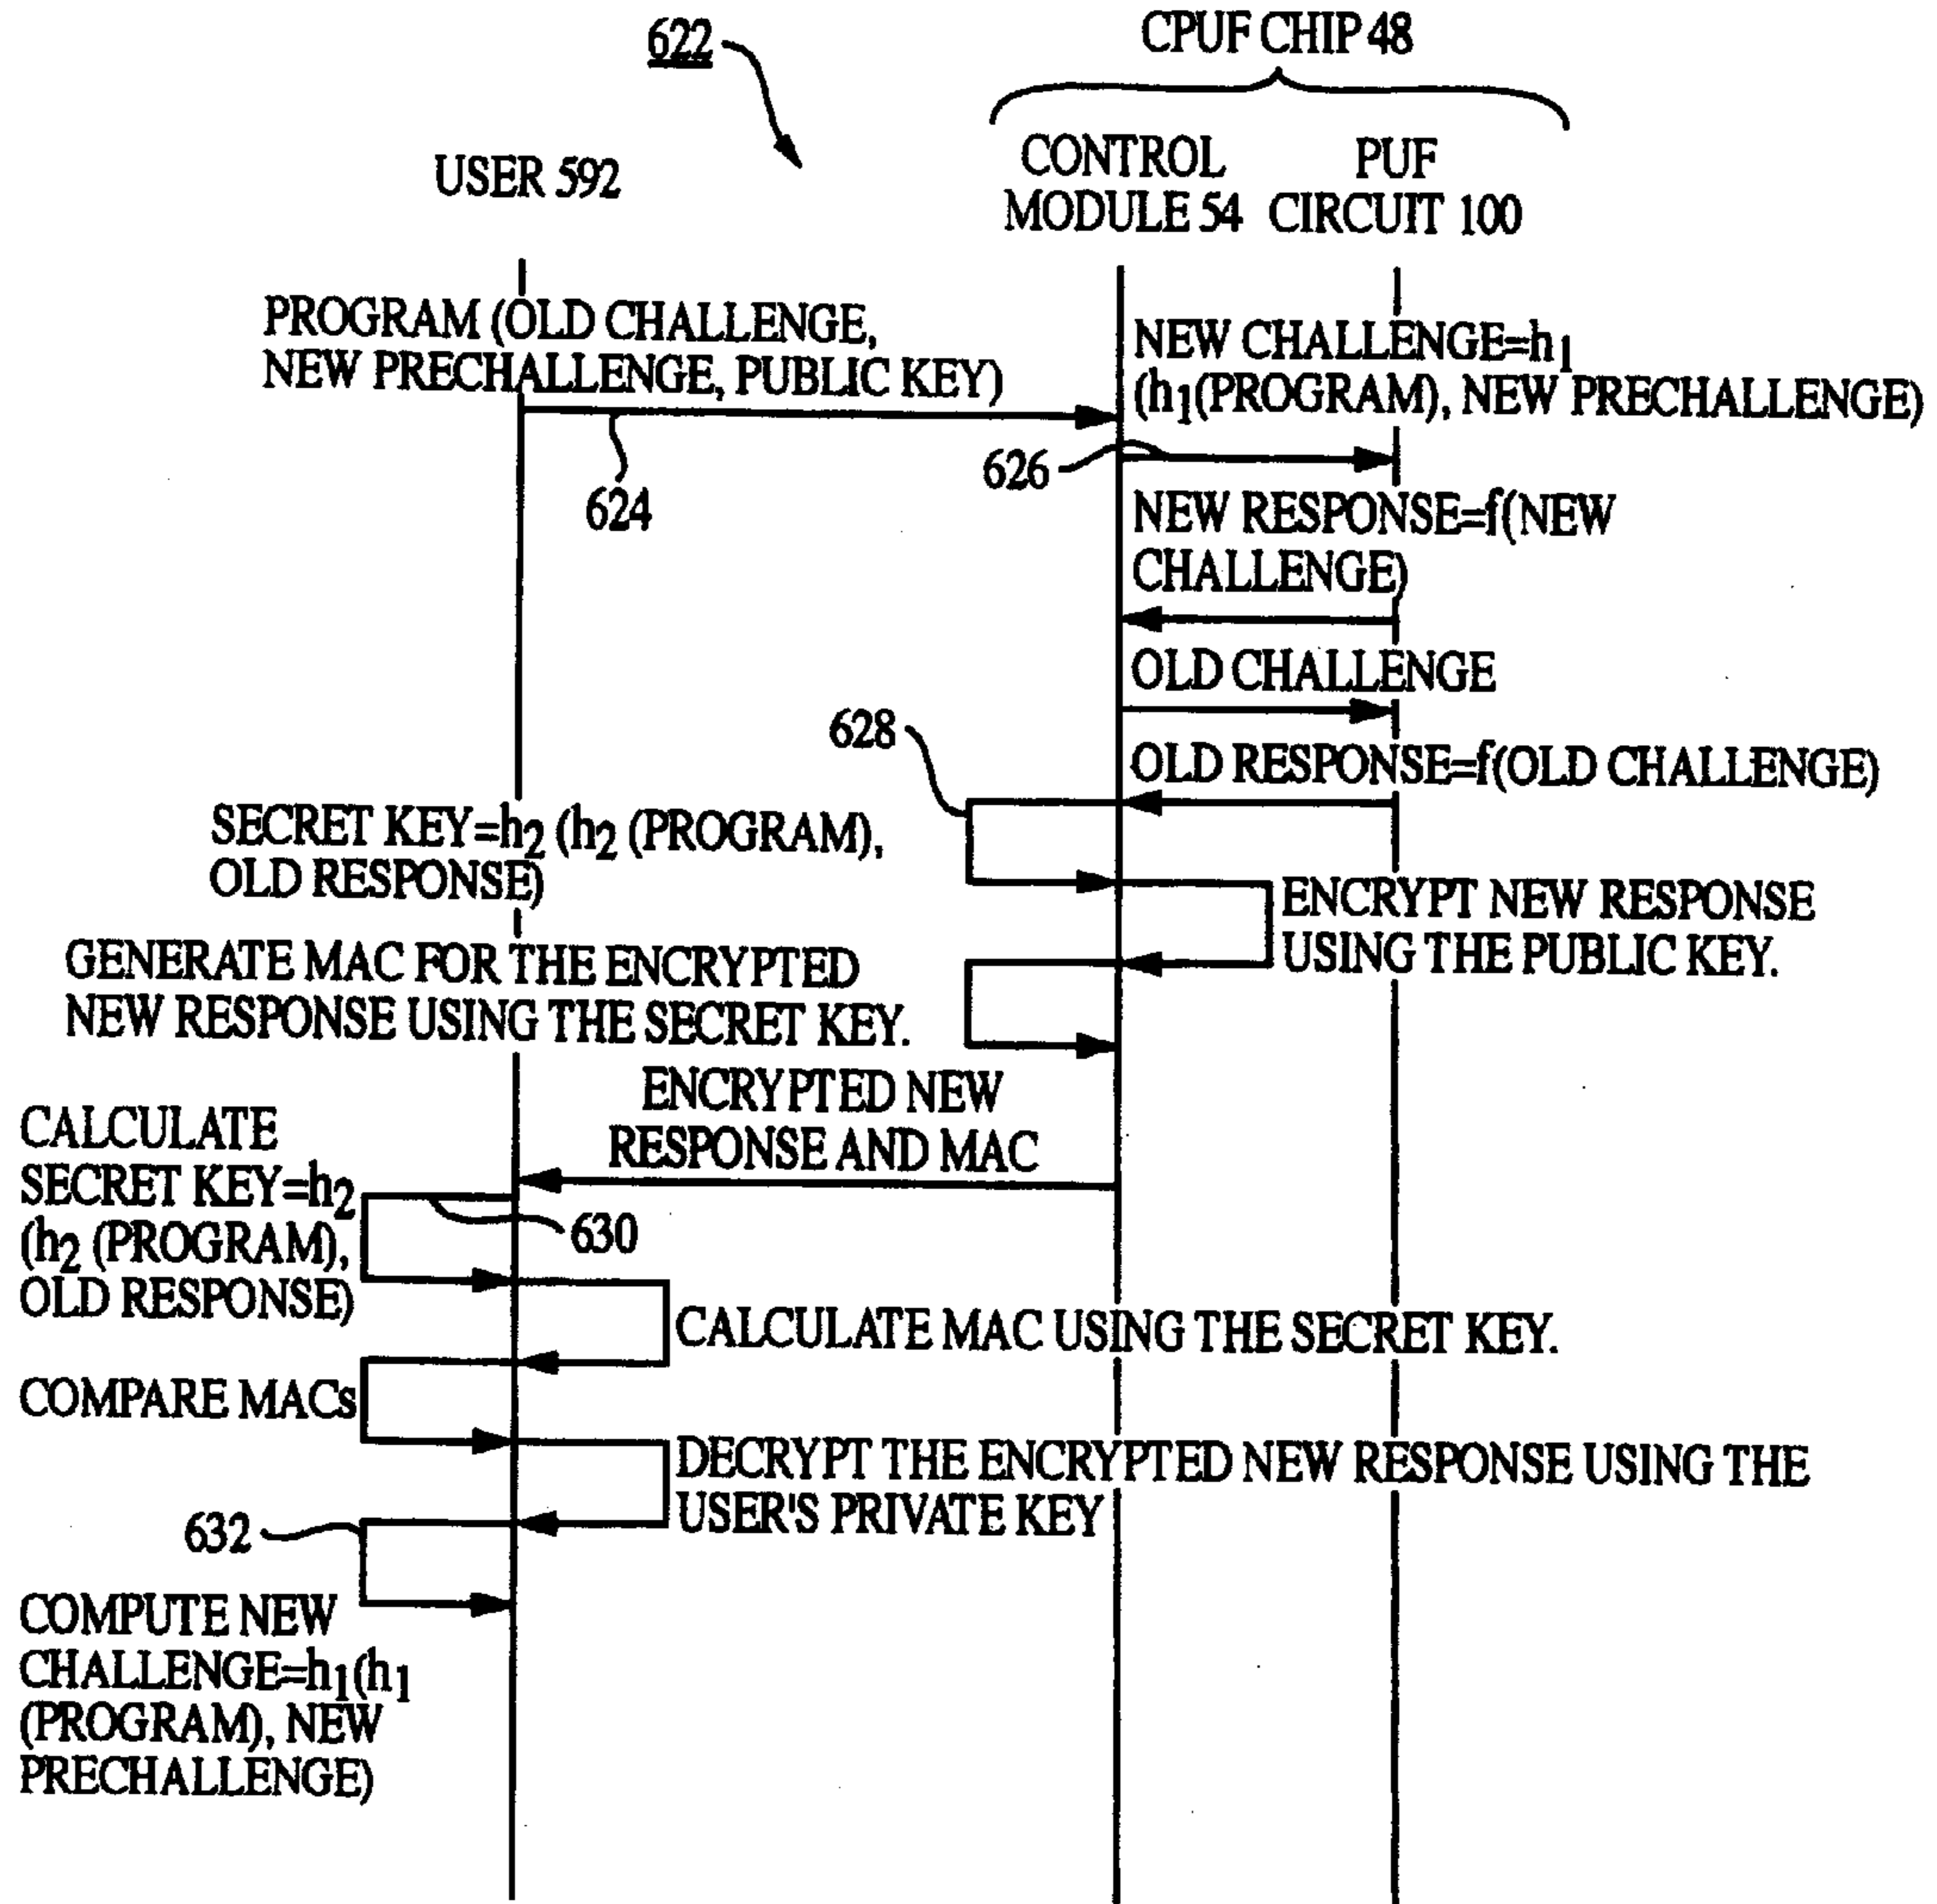 622
CPUF CHIP 48
USER 592
CONTROL
MODULE 54
PUF
CIRCUIT 100
PROGRAM (OLD CHALLENGE,
NEW PRECHALLENGE, PUBLIC KEY)
624
NEW CHALLENGE=h1
(h1(PROGRAM), NEW PRECHALLENGE)
626
NEW RESPONSE=f(NEW
CHALLENGE)
OLD CHALLENGE
628
OLD RESPONSE=f(OLD CHALLENGE)
SECRET KEY=h2 (h2 (PROGRAM),
OLD RESPONSE)
ENCRYPT NEW RESPONSE
USING THE PUBLIC KEY.
GENERATE MAC FOR THE ENCRYPTED
NEW RESPONSE USING THE SECRET KEY.
ENCRYPTED NEW
RESPONSE AND MAC
CALCULATE
SECRET KEY=h2
(h2 (PROGRAM),
OLD RESPONSE)
630
CALCULATE MAC USING THE SECRET KEY.
COMPARE MACs
DECRYPT THE ENCRYPTED NEW RESPONSE USING THE
USER'S PRIVATE KEY
632
COMPUTE NEW
CHALLENGE=h1(h1
(PROGRAM), NEW
PRECHALLENGE)